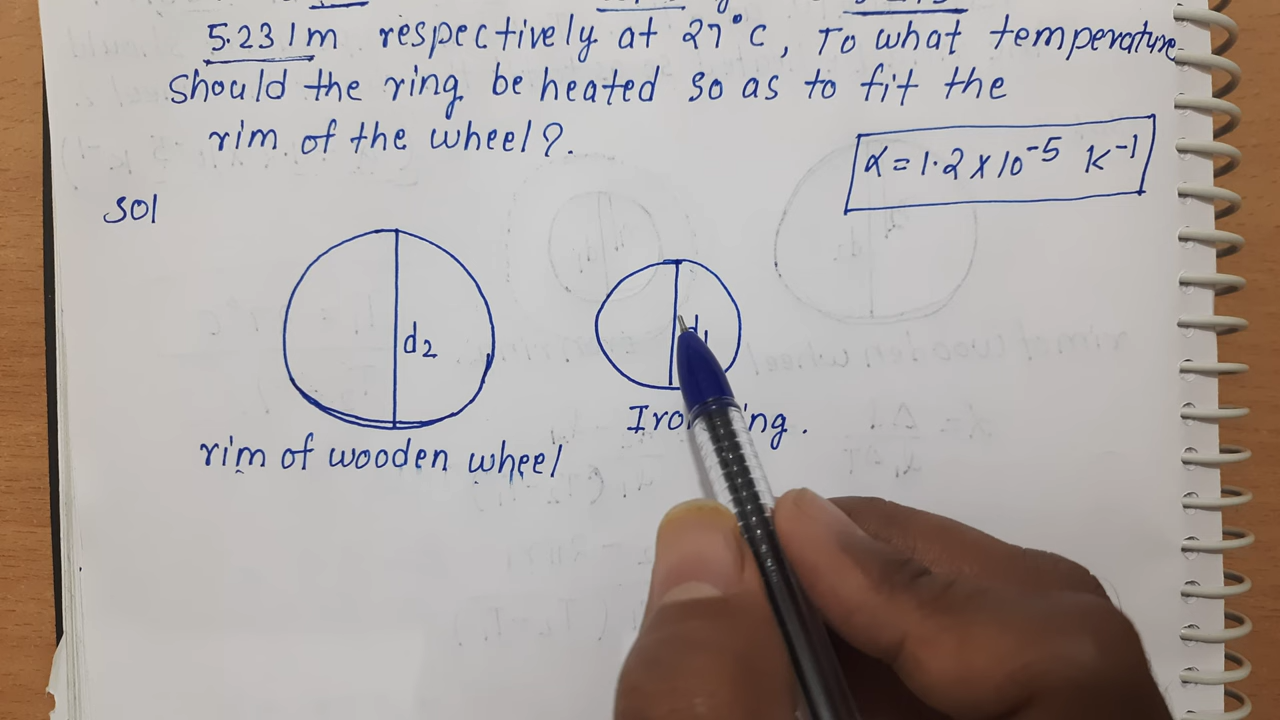 5.231m respectively at 27°c, To what temperature
should the ring be heated so as to fit the
rim of the wheel?.
α = 1.2 × 10⁻⁵ K⁻¹
Sol
d₂
d₁
Iron ring.
rim of wooden wheel